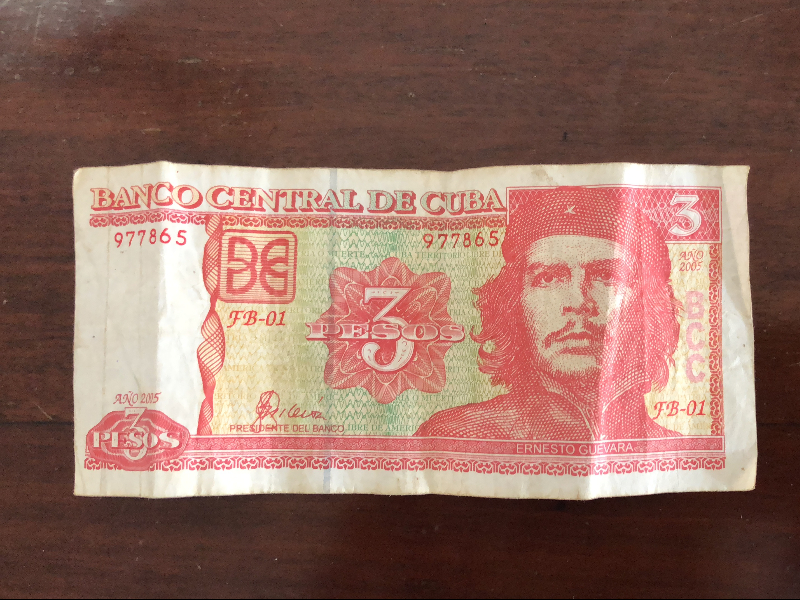 BANCO CENTRAL DE CUBA
3
977865
977865
AÑO
2005
BCC
FB-01
3
PESOS
FB-01
AÑO 2015
3
PESOS
PRESIDENTE DEL BANCO
ERNESTO GUEVARA